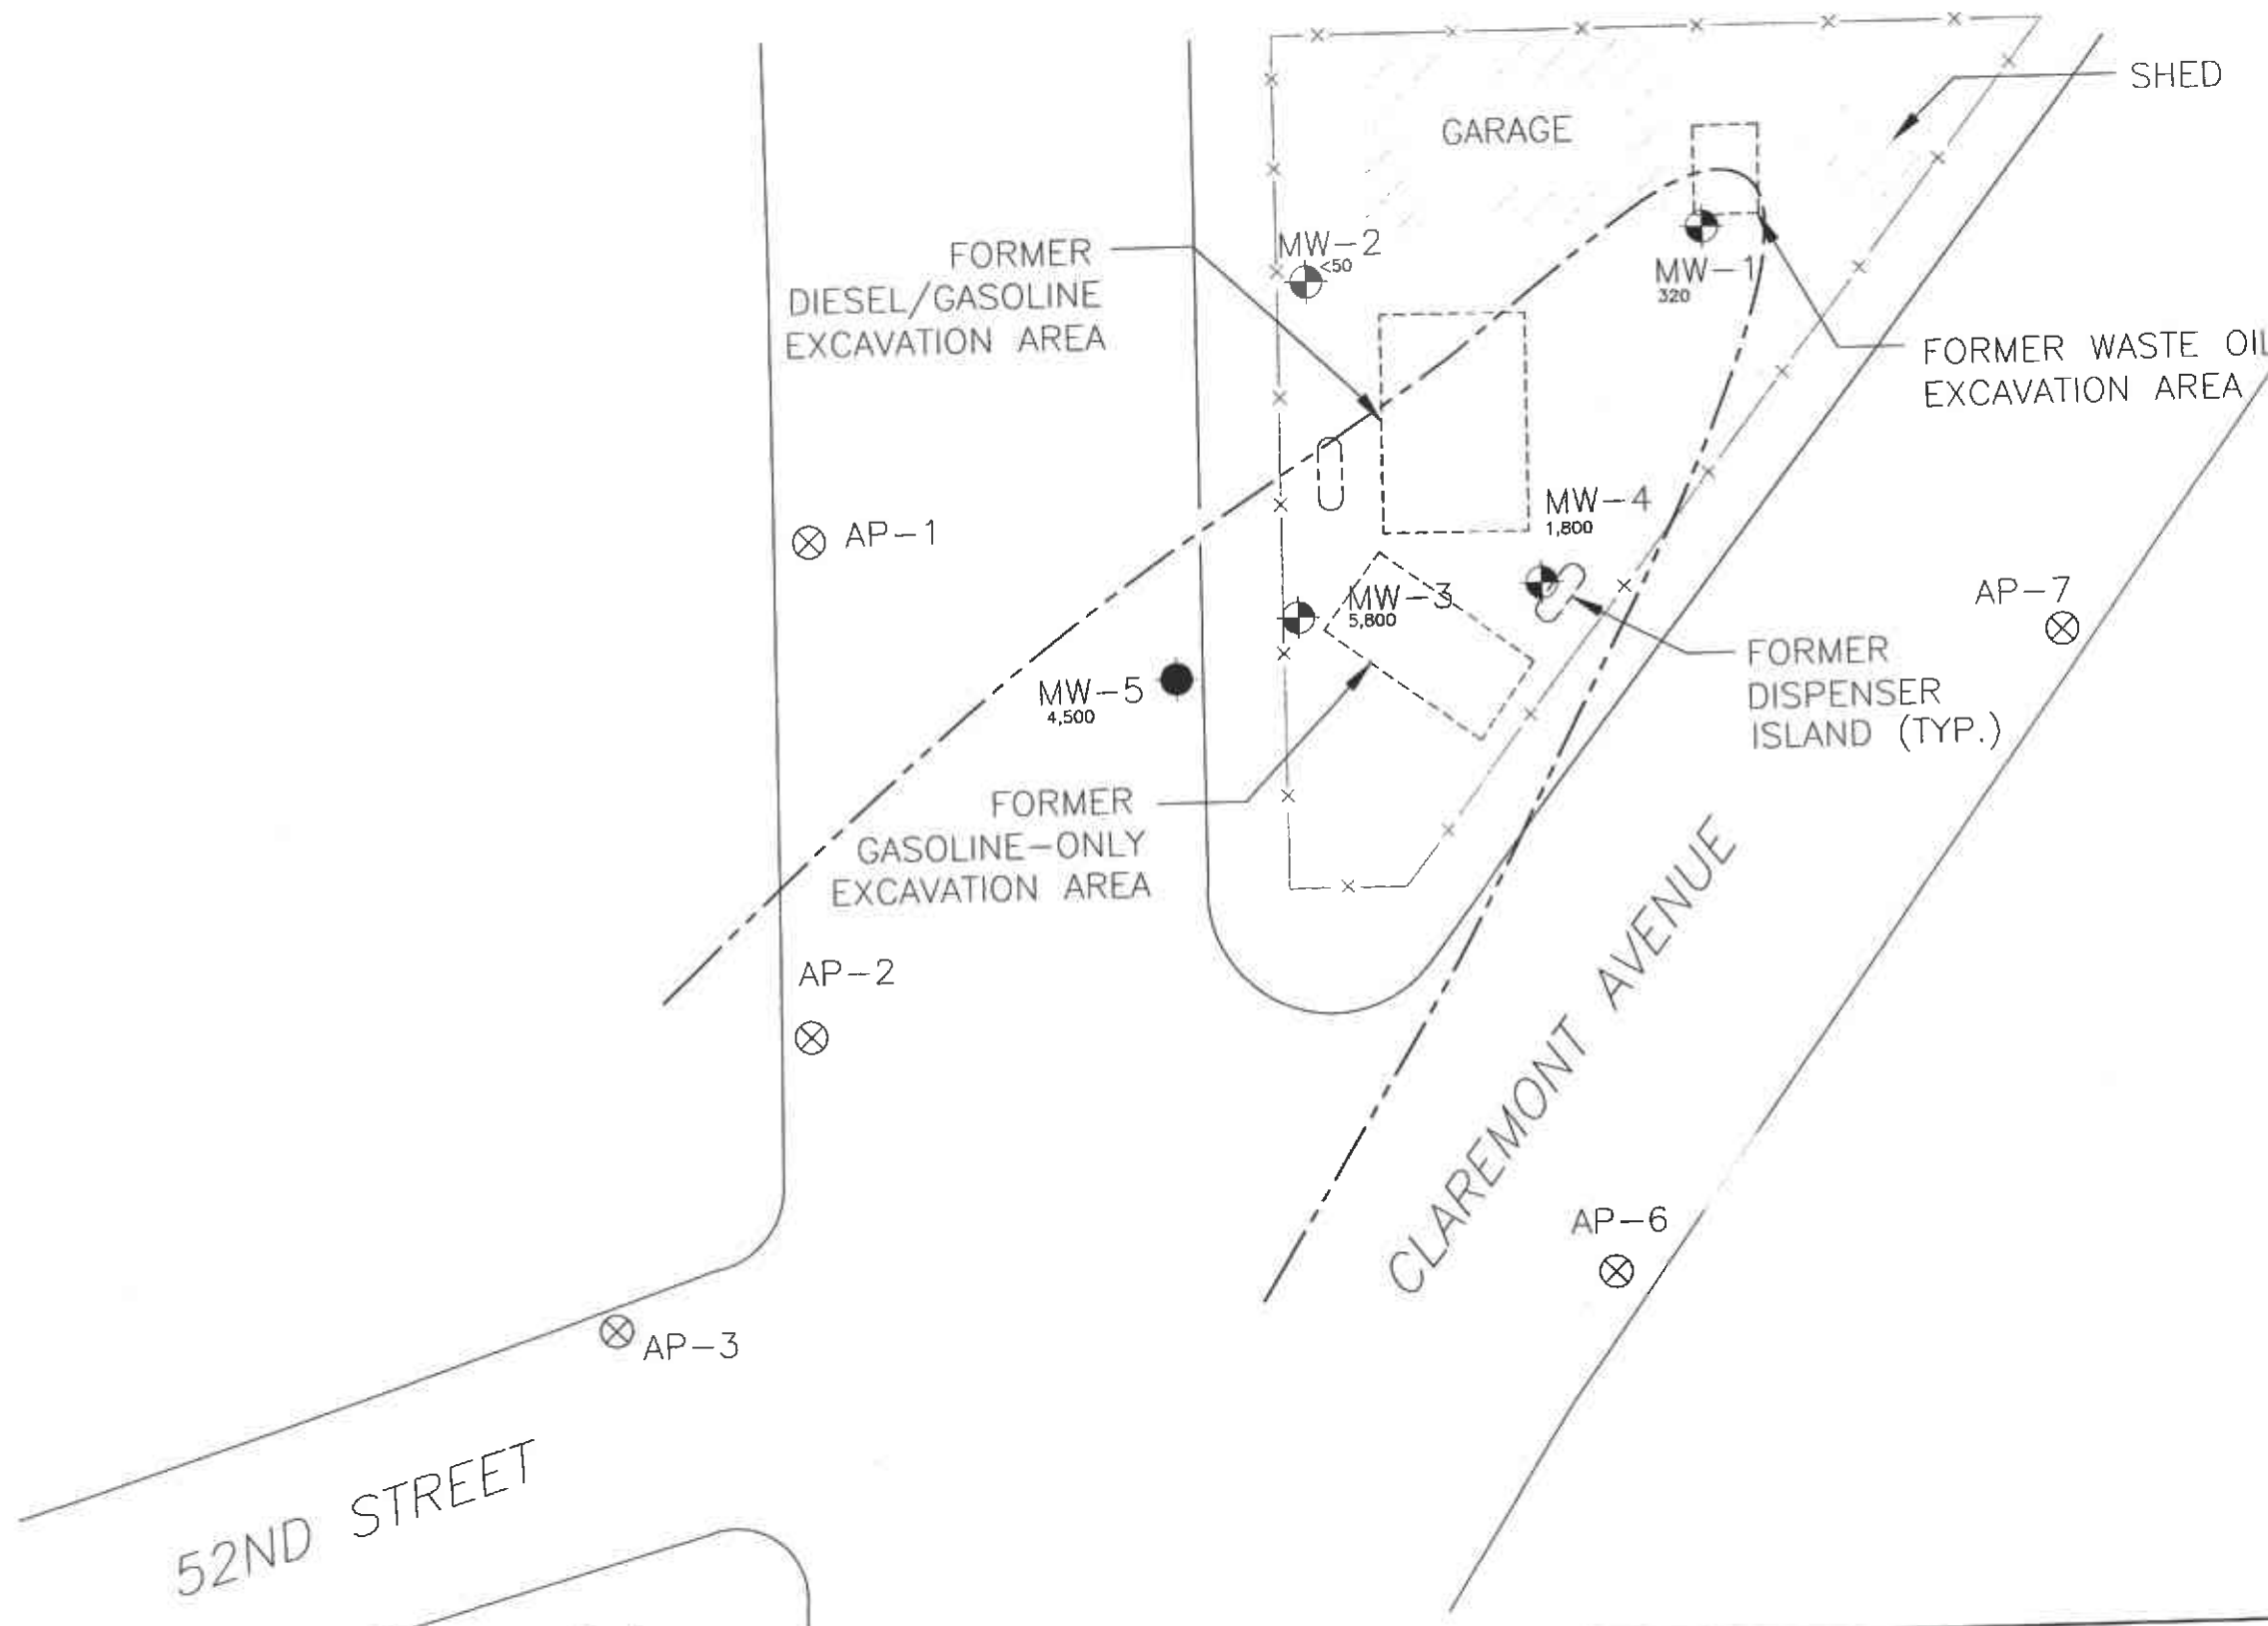 SHED
GARAGE
MW-2
<50
FORMER
DIESEL/GASOLINE
EXCAVATION AREA
MW-1
320
FORMER WASTE OIL
EXCAVATION AREA
MW-4
1,800
AP-1
MW-3
5,800
AP-7
MW-5
4,500
FORMER
DISPENSER
ISLAND (TYP.)
FORMER
GASOLINE-ONLY
EXCAVATION AREA
CLAREMONT AVENUE
AP-2
AP-6
AP-3
52ND STREET